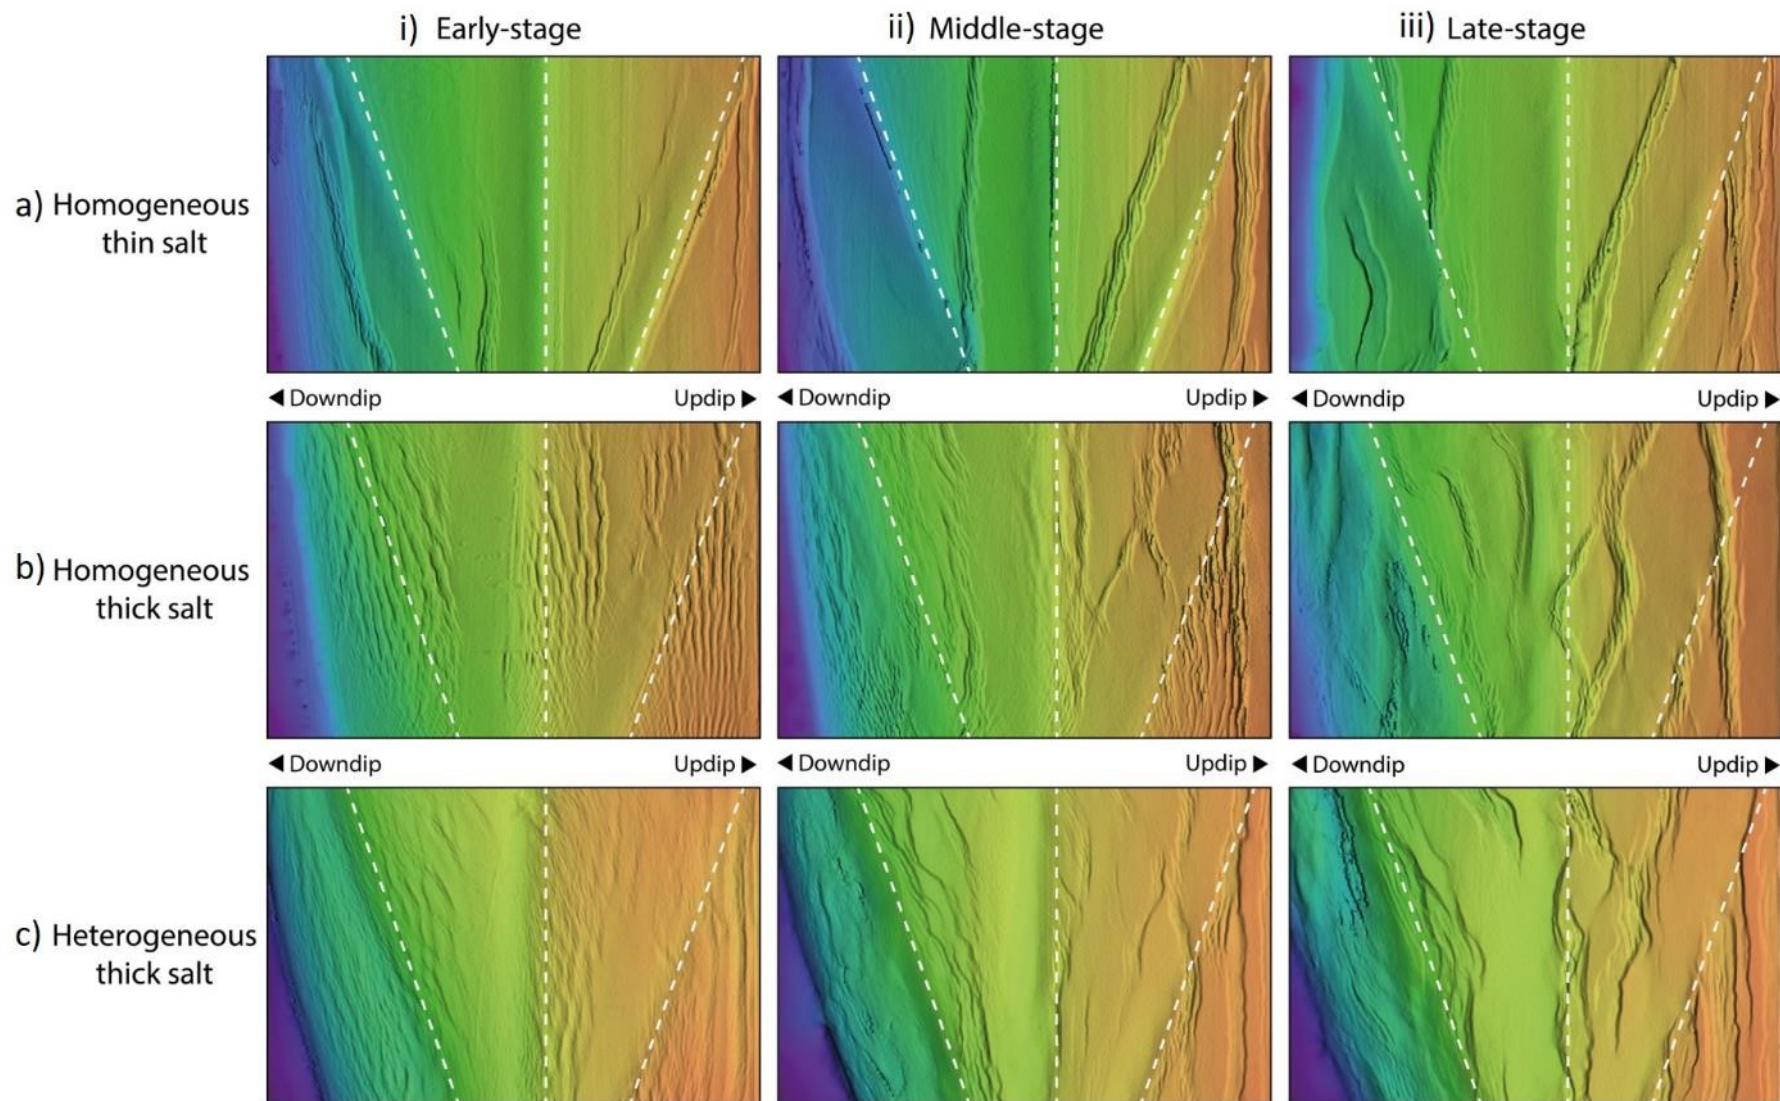 i) Early-stage
ii) Middle-stage
iii) Late-stage
a) Homogeneous
thin salt
◀ Downdip Updip ▶ ◀ Downdip Updip ▶ ◀ Downdip Updip ▶
b) Homogeneous
thick salt
◀ Downdip Updip ▶ ◀ Downdip Updip ▶ ◀ Downdip Updip ▶
c) Heterogeneous
thick salt